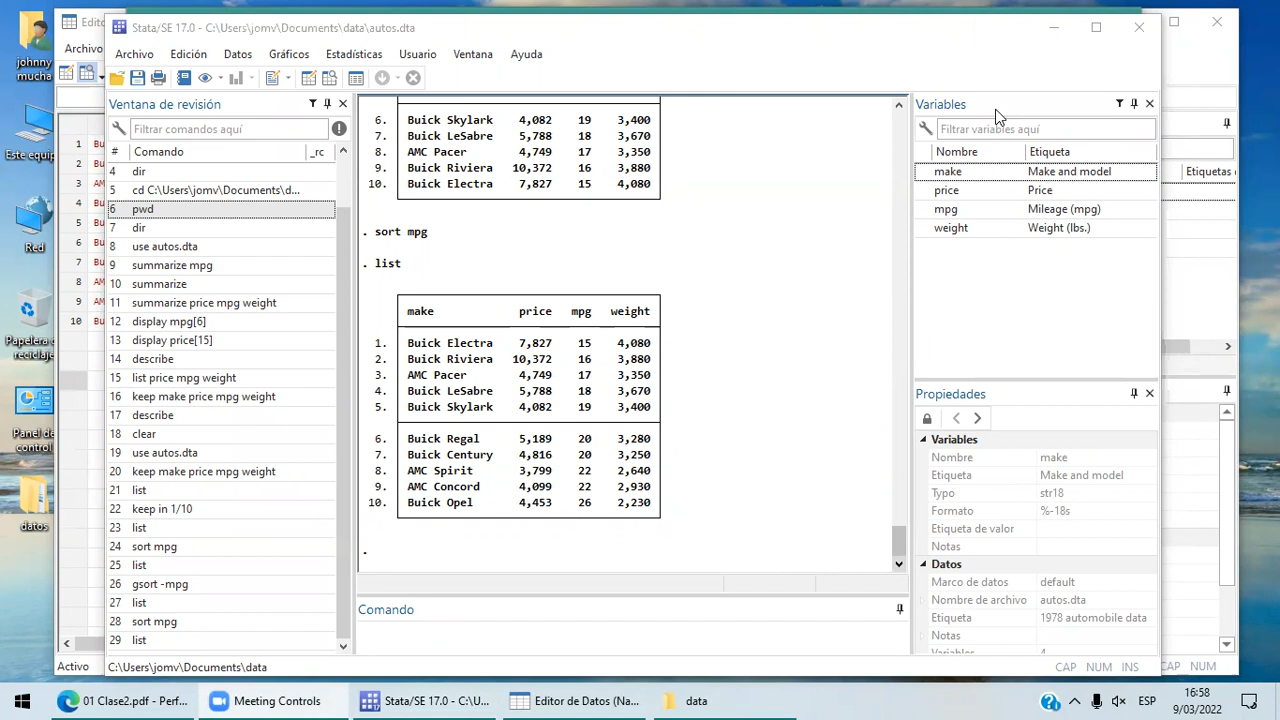 johnny
mucha
Este equipo
Red
Papelera de
reciclaje
Panel de
control
datos
Archivo
Stata/SE 17.0 - C:\Users\jomv\Documents\data\autos.dta
Archivo Edición Datos Gráficos Estadísticas Usuario Ventana Ayuda
Ventana de revisión
Filtrar comandos aquí
# Comando _rc
4 dir
5 cd C:\Users\jomv\Documents\d...
6 pwd
7 dir
8 use autos.dta
9 summarize mpg
10 summarize
11 summarize price mpg weight
12 display mpg[6]
13 display price[15]
14 describe
15 list price mpg weight
16 keep make price mpg weight
17 describe
18 clear
19 use autos.dta
20 keep make price mpg weight
21 list
22 keep in 1/10
23 list
24 sort mpg
25 list
26 gsort -mpg
27 list
28 sort mpg
29 list
6. Buick Skylark 4,082 19 3,400
7. Buick LeSabre 5,788 18 3,670
8. AMC Pacer 4,749 17 3,350
9. Buick Riviera 10,372 16 3,880
10. Buick Electra 7,827 15 4,080
. sort mpg
. list
make price mpg weight
1. Buick Electra 7,827 15 4,080
2. Buick Riviera 10,372 16 3,880
3. AMC Pacer 4,749 17 3,350
4. Buick LeSabre 5,788 18 3,670
5. Buick Skylark 4,082 19 3,400
6. Buick Regal 5,189 20 3,280
7. Buick Century 4,816 20 3,250
8. AMC Spirit 3,799 22 2,640
9. AMC Concord 4,099 22 2,930
10. Buick Opel 4,453 26 2,230
.
Comando
Variables
Filtrar variables aquí
Nombre Etiqueta
make Make and model
price Price
mpg Mileage (mpg)
weight Weight (lbs.)
Propiedades
Variables
Nombre make
Etiqueta Make and model
Typo str18
Formato %-18s
Etiqueta de valor
Notas
Datos
Marco de datos default
Nombre de archivo autos.dta
Etiqueta 1978 automobile data
Notas
Etiquetas
1
2
3
4
5
6
7
8
9
10
Activo
C:\Users\jomv\Documents\data
CAP NUM INS
CAP NUM
01 Clase2.pdf - Perf...
Meeting Controls
Stata/SE 17.0 - C:\U...
Editor de Datos (Na...
data
ESP
16:58
9/03/2022